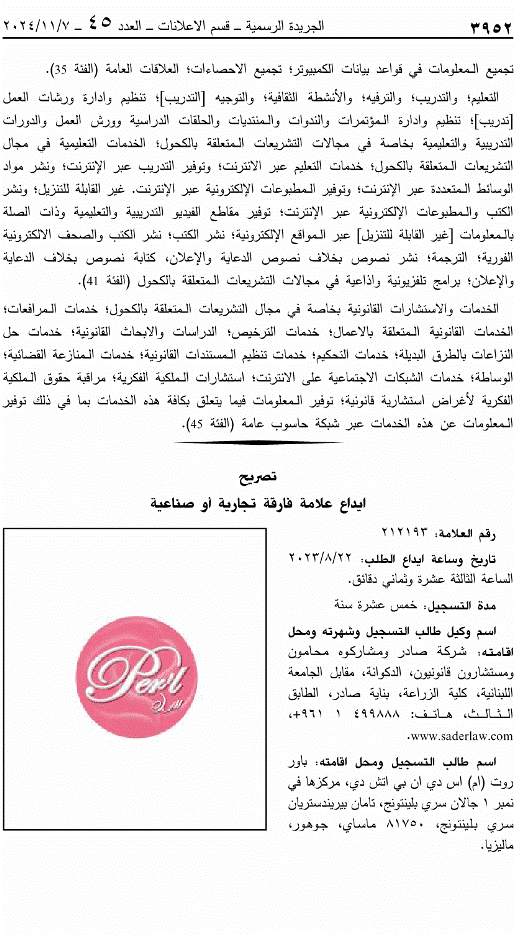 ٣٩٥٢ الجريدة الرسمية ـ قسم الاعلانات ـ العدد ٤٥ ـ ٢٠٢٤/١١/٧
تجميع المعلومات في قواعد بيانات الكمبيوتر؛ تجميع الاحصاءات؛ العلاقات العامة (الفئة 35).
التعليم؛ والتدريب؛ والترفيه؛ والأنشطة الثقافية؛ والتوجيه [التدريب]؛ تنظيم وادارة ورشات العمل
[تدريب]؛ تنظيم وادارة المؤتمرات والندوات والمنتديات والحلقات الدراسية وورش العمل والدورات
التدريبية والتعليمية بخاصة في مجالات التشريعات المتعلقة بالكحول؛ الخدمات التعليمية في مجال
التشريعات المتعلقة بالكحول؛ خدمات التعليم عبر الانترنت؛ وتوفير التدريب عبر الإنترنت؛ ونشر مواد
الوسائط المتعددة عبر الإنترنت؛ وتوفير المطبوعات الإلكترونية عبر الإنترنت. غير القابلة للتنزيل؛ ونشر
الكتب والمطبوعات الإلكترونية عبر الإنترنت؛ توفير مقاطع الفيديو التدريبية والتعليمية وذات الصلة
بالمعلومات [غير القابلة للتنزيل] عبر المواقع الإلكترونية؛ نشر الكتب؛ نشر الكتب والصحف الالكترونية
الفورية؛ الترجمة؛ نشر نصوص بخلاف نصوص الدعاية والإعلان، كتابة نصوص بخلاف الدعاية
والإعلان؛ برامج تلفزيونية واذاعية في مجالات التشريعات المتعلقة بالكحول (الفئة 41).
الخدمات والاستشارات القانونية بخاصة في مجال التشريعات المتعلقة بالكحول؛ خدمات المرافعات؛
الخدمات القانونية المتعلقة بالاعمال؛ خدمات الترخيص؛ الدراسات والابحاث القانونية؛ خدمات حل
النزاعات بالطرق البديلة؛ خدمات التحكيم؛ خدمات تنظيم المستندات القانونية؛ خدمات المنازعة القضائية؛
الوساطة؛ خدمات الشبكات الاجتماعية على الانترنت؛ استشارات الملكية الفكرية؛ مراقبة حقوق الملكية
الفكرية لأغراض استشارية قانونية؛ توفير المعلومات فيما يتعلق بكافة هذه الخدمات بما في ذلك توفير
المعلومات عن هذه الخدمات عبر شبكة حاسوب عامة (الفئة 45).
تصريح
ايداع علامة فارقة تجارية أو صناعية
رقم العلامة: ٢١٢١٩٣
تاريخ وساعة ايداع الطلب: ٢٠٢٣/٨/٢٢
الساعة الثالثة عشرة وثماني دقائق.
مدة التسجيل: خمس عشرة سنة
اسم وكيل طالب التسجيل وشهرته ومحل
اقامته: شركة صادر ومشاركوه محامون
ومستشارون قانونيون، الدكوانة، مقابل الجامعة
اللبنانية، كلية الزراعة، بناية صادر، الطابق
الثالث، هاتف: ٤٩٩٨٨٨ ١ ٩٦١+،
www.saderlaw.com.
اسم طالب التسجيل ومحل اقامته: باور
روت (ام) اس دي ان بي اتش دي، مركزها في
نمبر ١ جالان سري بلينتونج، تامان بيريندستريان
سري بلينتونج، ٨١٧٥٠ ماساي، جوهور،
ماليزيا.
Per'l